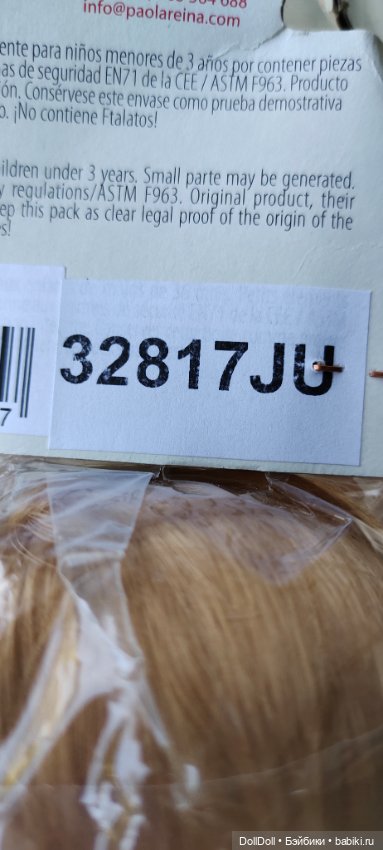 info@paolareina.com
ente para niños menores de 3 años por contener piezas
as de seguridad EN71 de la CEE / ASTM F963. Producto
ón. Consérvese este envase como prueba demostrativa
o. ¡No contiene Ftalatos!
ildren under 3 years. Small parte may be generated.
y regulations/ASTM F963. Original product, their
ep this pack as clear legal proof of the origin of the
s!
32817JU
7
DollDoll • Бэйбики • babiki.ru